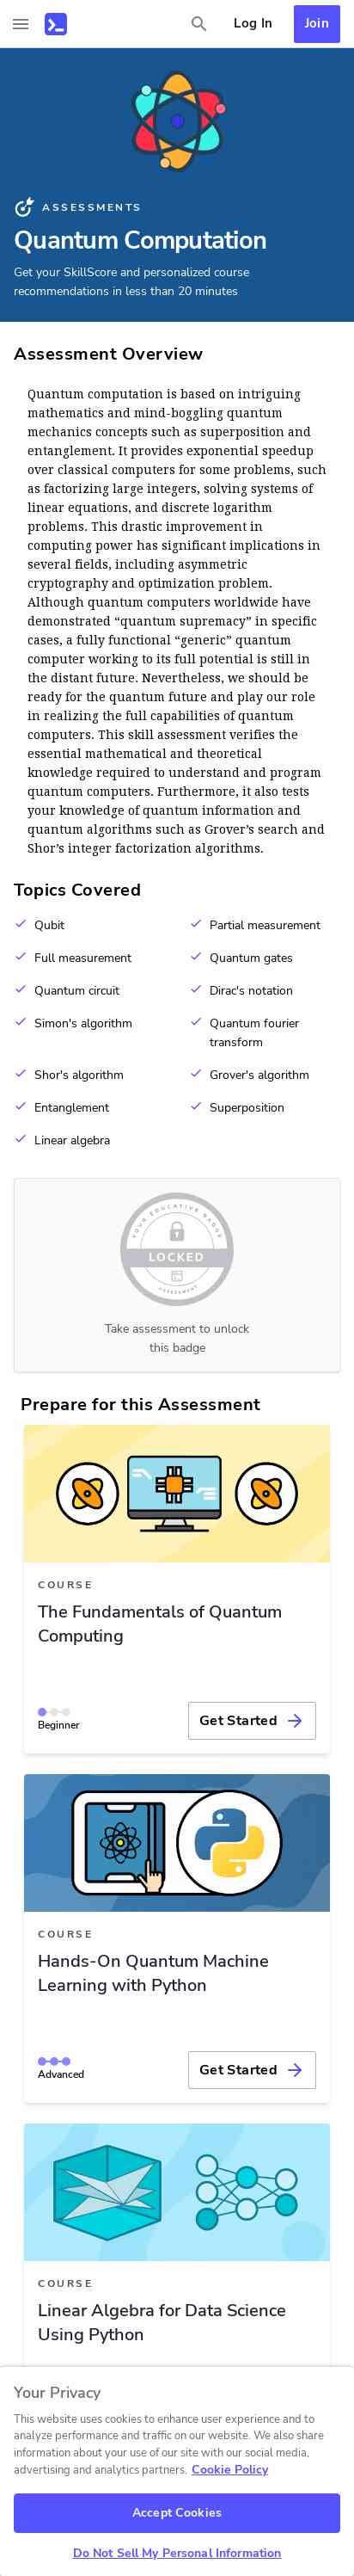 Log In
Join
ASSESSMENTS
Quantum Computation
Get your SkillScore and personalized course
recommendations in less than 20 minutes
Assessment Overview
Quantum computation is based on intriguing
mathematics and mind-boggling quantum
mechanics concepts such as superposition and
entanglement. It provides exponential speedup
over classical computers for some problems, such
as factorizing large integers, solving systems of
linear equations, and discrete logarithm
problems. This drastic improvement in
computing power has significant implications in
several fields, including asymmetric
cryptography and optimization problem.
Although quantum computers worldwide have
demonstrated “quantum supremacy” in specific
cases, a fully functional “generic” quantum
computer working to its full potential is still in
the distant future. Nevertheless, we should be
ready for the quantum future and play our role
in realizing the full capabilities of quantum
computers. This skill assessment verifies the
essential mathematical and theoretical
knowledge required to understand and program
quantum computers. Furthermore, it also tests
your knowledge of quantum information and
quantum algorithms such as Grover’s search and
Shor’s integer factorization algorithms.
Topics Covered
Qubit
Partial measurement
Full measurement
Quantum gates
Quantum circuit
Dirac's notation
Simon's algorithm
Quantum fourier
transform
Shor's algorithm
Grover's algorithm
Entanglement
Superposition
Linear algebra
YOUR EDUCATIVE BADGE
LOCKED
ASSESSMENT
Take assessment to unlock
this badge
Prepare for this Assessment
COURSE
The Fundamentals of Quantum
Computing
Beginner
Get Started
COURSE
Hands-On Quantum Machine
Learning with Python
Advanced
Get Started
COURSE
Linear Algebra for Data Science
Using Python
Your Privacy
This website uses cookies to enhance user experience and to
analyze performance and traffic on our website. We also share
information about your use of our site with our social media,
advertising and analytics partners. Cookie Policy
Accept Cookies
Do Not Sell My Personal Information